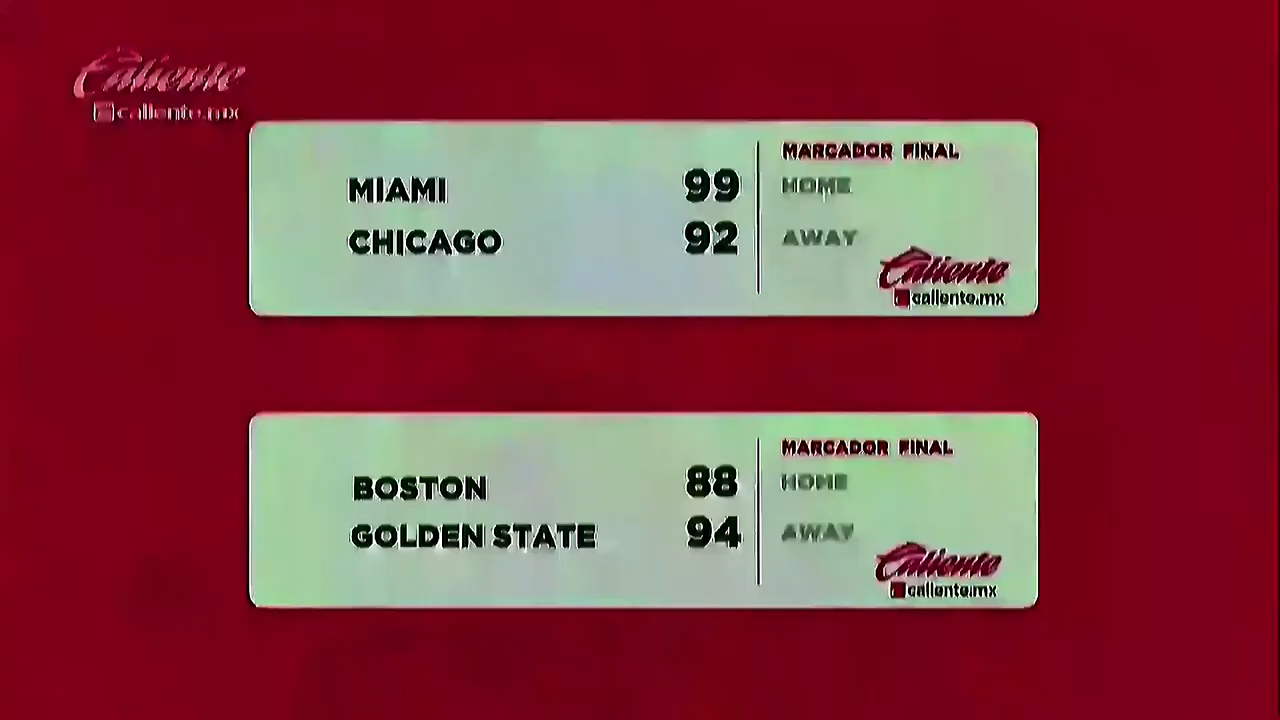 Caliente
caliente.mx
MARCADOR FINAL
MIAMI 99 HOME
CHICAGO 92 AWAY
Caliente
caliente.mx
MARCADOR FINAL
BOSTON 88 HOME
GOLDEN STATE 94 AWAY
Caliente
caliente.mx